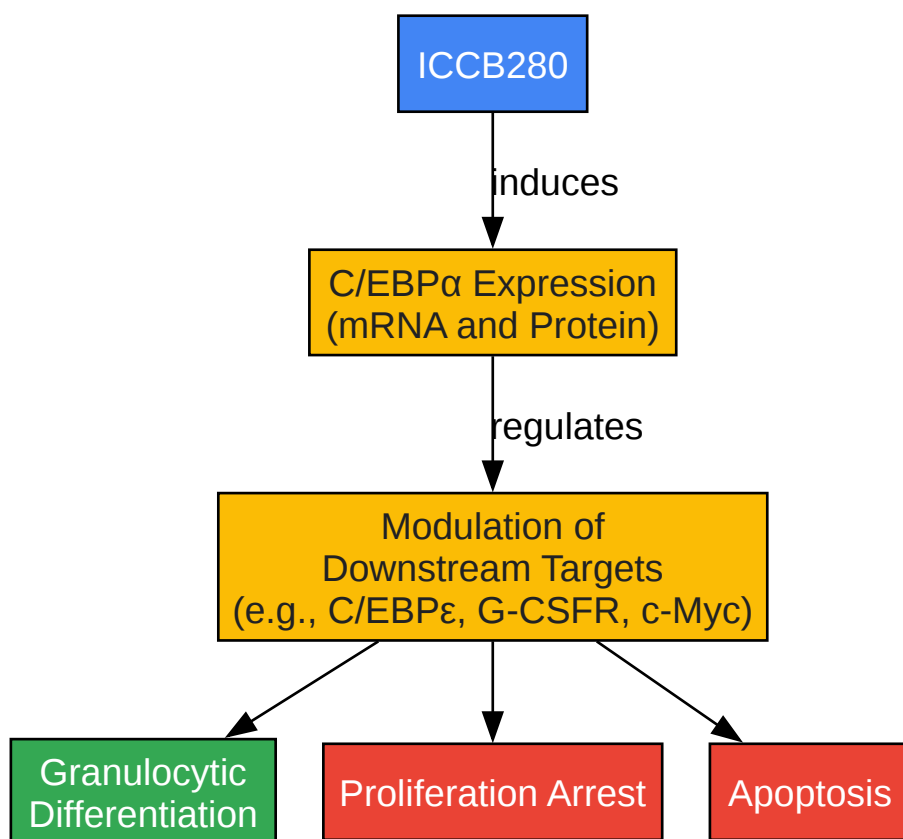 ICCB280
induces
C/EBPα Expression
(mRNA and Protein)
regulates
Modulation of
Downstream Targets
(e.g., C/EBPε, G-CSFR, c-Myc)
Granulocytic
Differentiation
Proliferation Arrest
Apoptosis